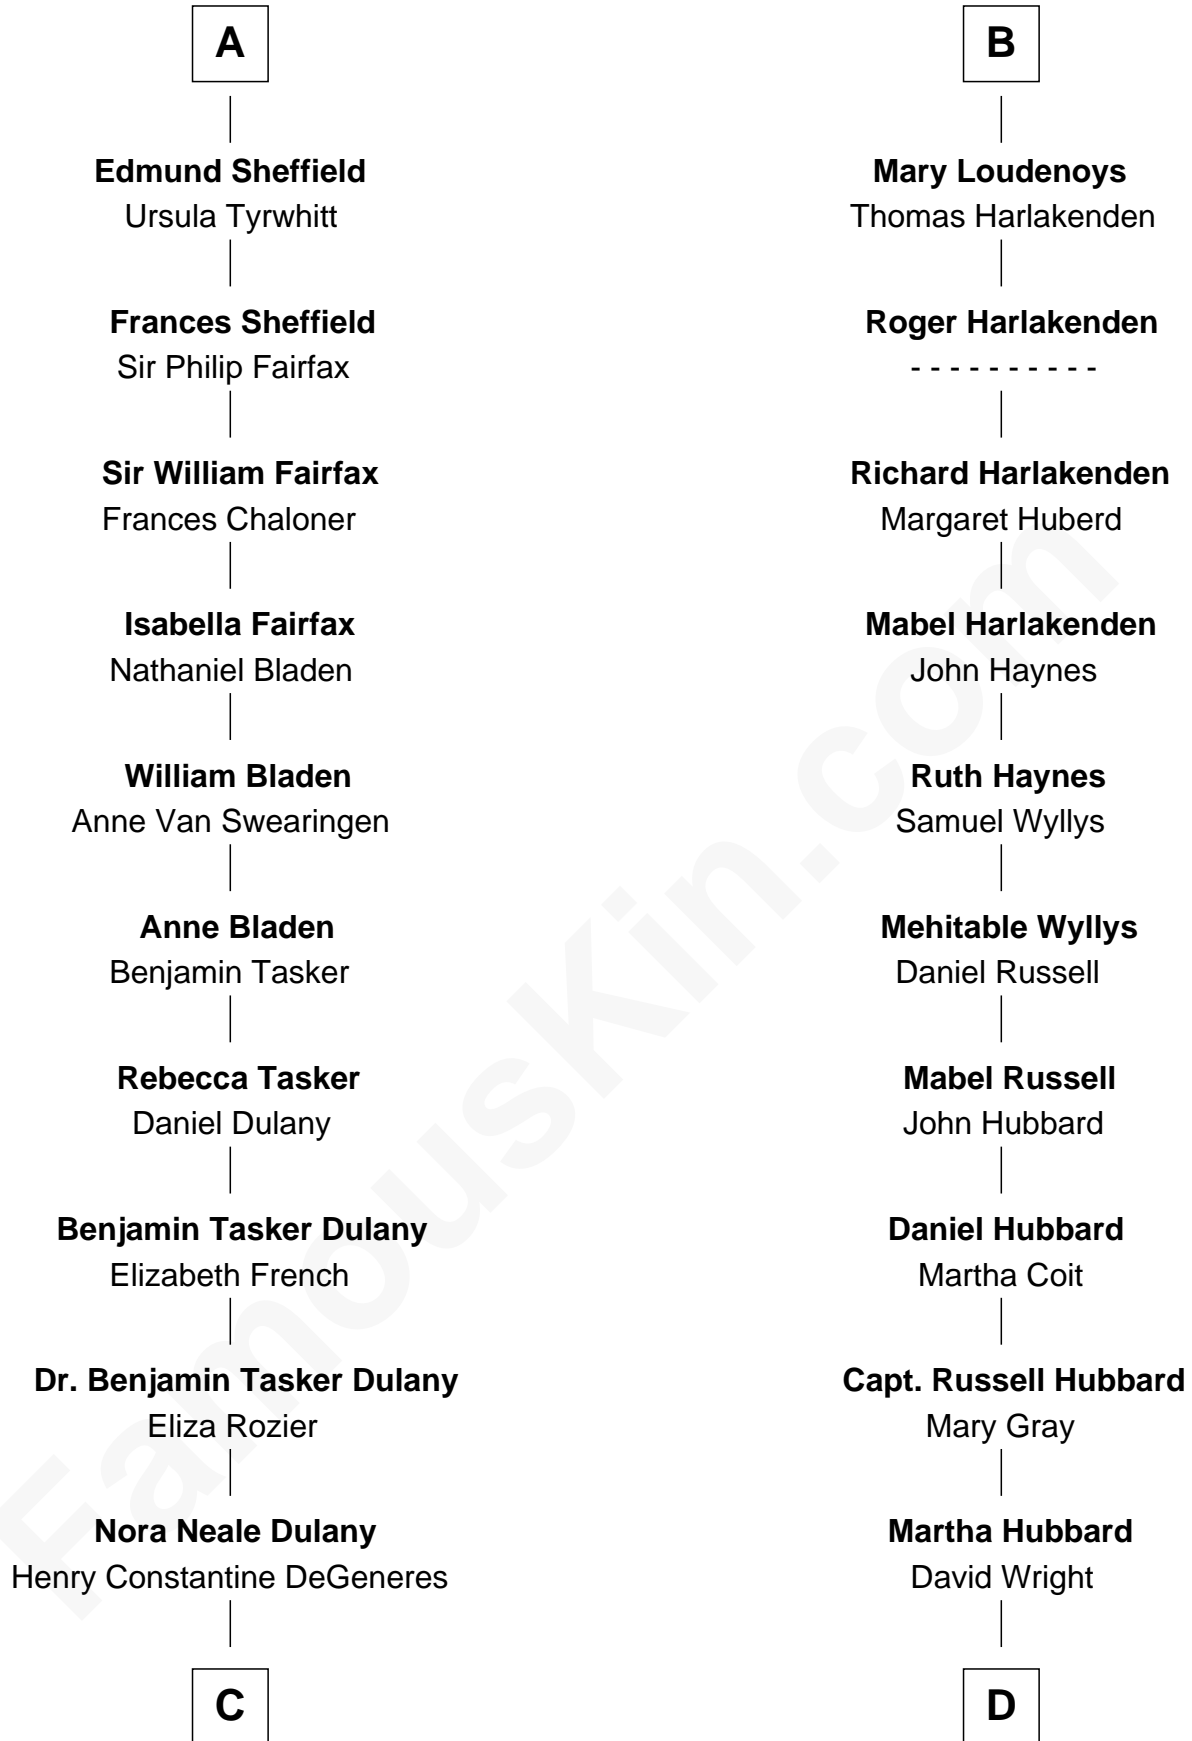 A
Edmund Sheffield
Ursula Tyrwhitt
Frances Sheffield
Sir Philip Fairfax
Sir William Fairfax
Frances Chaloner
Isabella Fairfax
Nathaniel Bladen
William Bladen
Anne Van Swearingen
Anne Bladen
Benjamin Tasker
Rebecca Tasker
Daniel Dulany
Benjamin Tasker Dulany
Elizabeth French
Dr. Benjamin Tasker Dulany
Eliza Rozier
Nora Neale Dulany
Henry Constantine DeGeneres
C
B
Mary Loudenoys
Thomas Harlakenden
Roger Harlakenden
- - - - - - - - - -
Richard Harlakenden
Margaret Huberd
Mabel Harlakenden
John Haynes
Ruth Haynes
Samuel Wyllys
Mehitable Wyllys
Daniel Russell
Mabel Russell
John Hubbard
Daniel Hubbard
Martha Coit
Capt. Russell Hubbard
Mary Gray
Martha Hubbard
David Wright
D
FamousKin.com